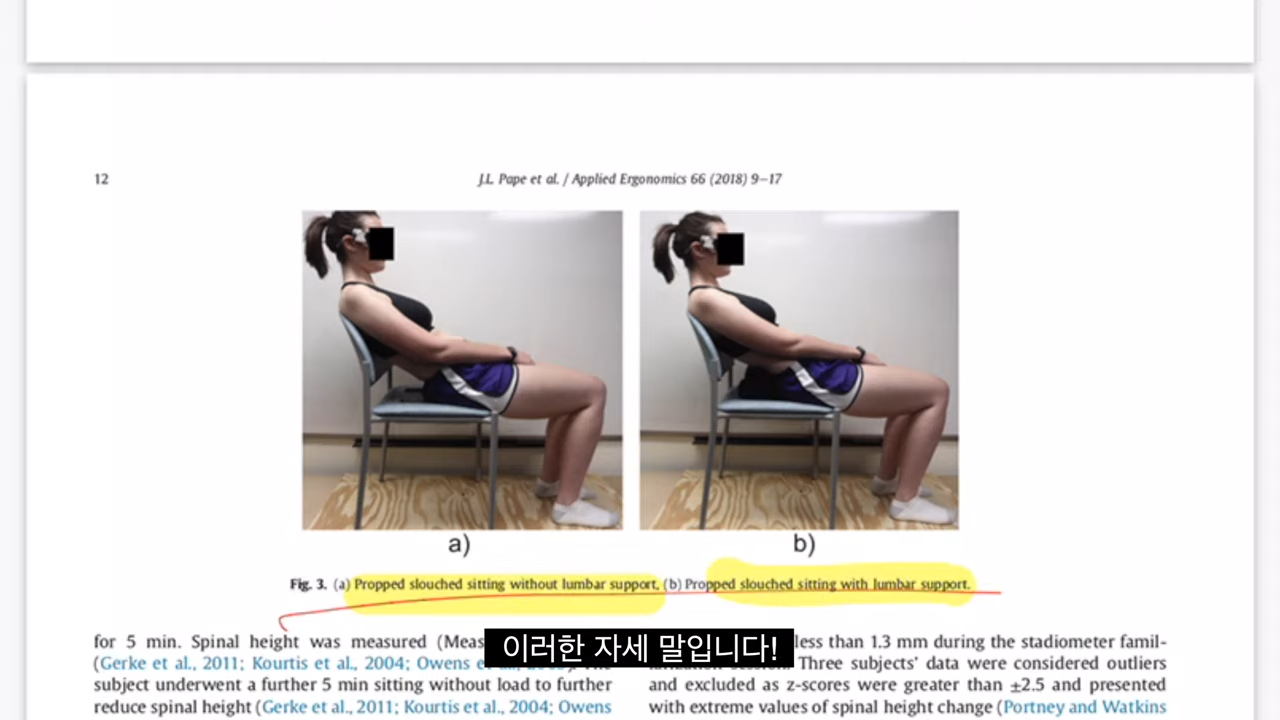 12
J.L. Pape et al. / Applied Ergonomics 66 (2018) 9–17
a)
b)
Fig. 3. (a) Propped slouched sitting without lumbar support. (b) Propped slouched sitting with lumbar support.
for 5 min. Spinal height was measured (Meas
(Gerke et al., 2011; Kourtis et al., 2004; Owens
subject underwent a further 5 min sitting without load to further
reduce spinal height (Gerke et al., 2011; Kourtis et al., 2004; Owens
less than 1.3 mm during the stadiometer famil-
Three subjects' data were considered outliers
and excluded as z-scores were greater than ±2.5 and presented
with extreme values of spinal height change (Portney and Watkins
이러한 자세 말입니다!